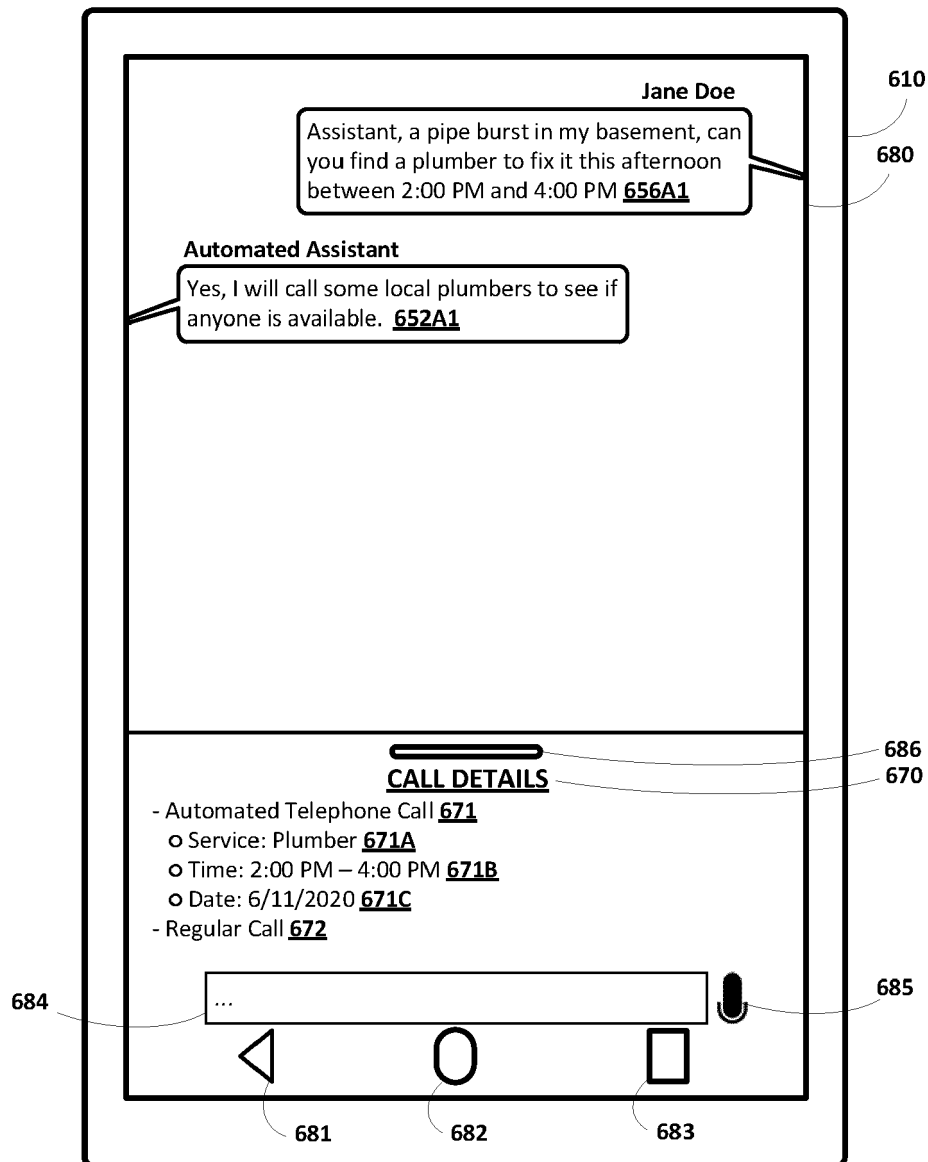 Jane Doe
610
Assistant, a pipe burst in my basement, can
you find a plumber to fix it this afternoon
between 2:00 PM and 4:00 PM 656A1
680
Automated Assistant
Yes, I will call some local plumbers to see if
anyone is available. 652A1
686
CALL DETAILS
670
- Automated Telephone Call 671
o Service: Plumber 671A
o Time: 2:00 PM – 4:00 PM 671B
o Date: 6/11/2020 671C
- Regular Call 672
684
...
685
681
682
683